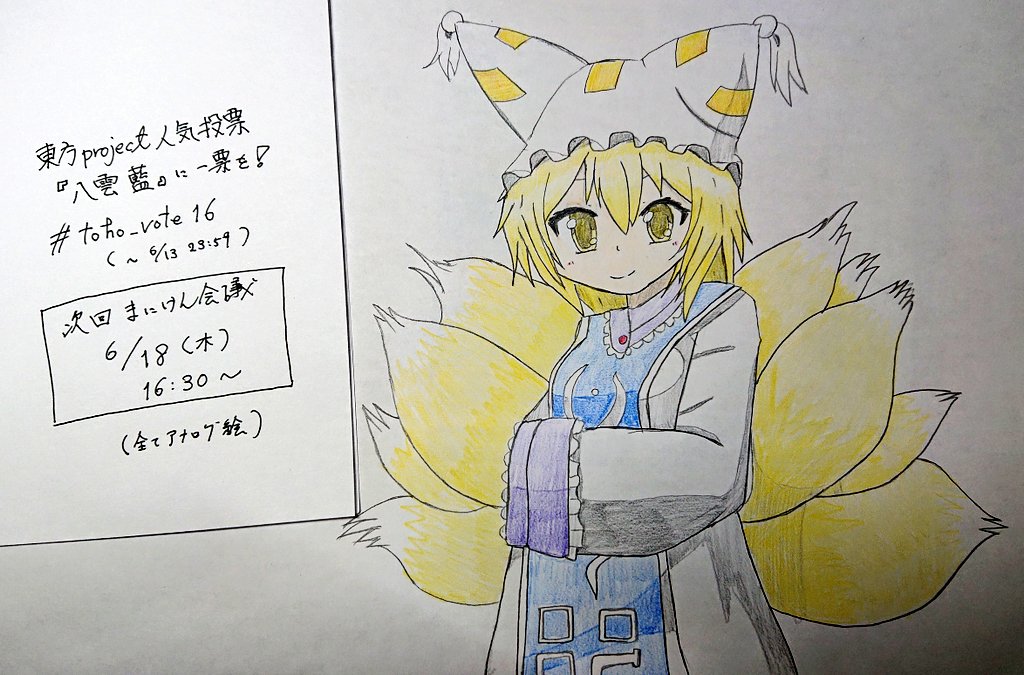 東方project人気投票
『八雲 藍』に一票を!
#toho_vote16
(~ 6/13 23:59)
次回 まにけん会議
6/18(木)
16:30~
(全てアナログ絵)